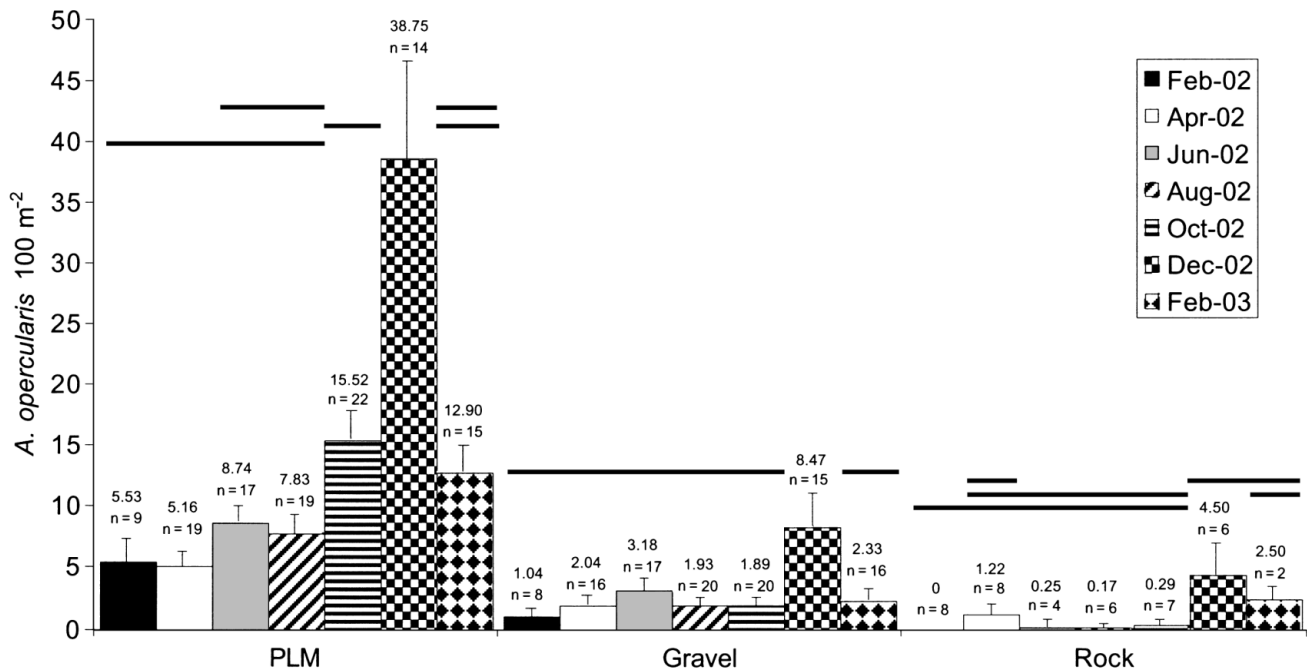 A. opercularis 100 m⁻²
50
45
40
35
30
25
20
15
10
5
0
5.53
n = 9
5.16
n = 19
8.74
n = 17
7.83
n = 19
15.52
n = 22
38.75
n = 14
12.90
n = 15
1.04
n = 8
2.04
n = 16
3.18
n = 17
1.93
n = 20
1.89
n = 20
8.47
n = 15
2.33
n = 16
0
n = 8
1.22
n = 8
0.25
n = 4
0.17
n = 6
0.29
n = 7
4.50
n = 6
2.50
n = 2
PLM
Gravel
Rock
Feb-02
Apr-02
Jun-02
Aug-02
Oct-02
Dec-02
Feb-03